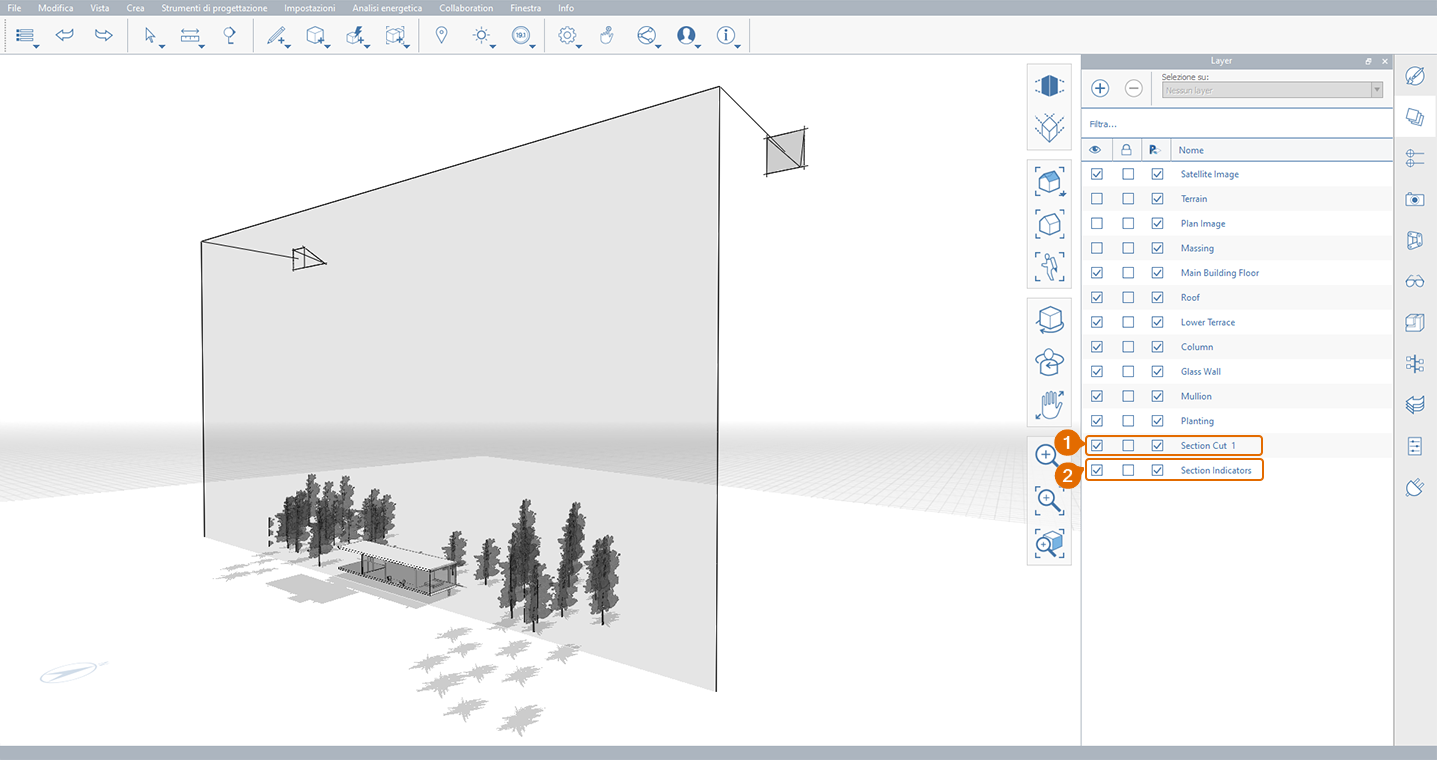 File Modifica Vista Crea Strumenti di progettazione Impostazioni Analisi energetica Collaboration Finestra Info
Layer
Selezione su:
Nessun layer
Filtra...
Nome
Satellite Image
Terrain
Plan Image
Massing
Main Building Floor
Roof
Lower Terrace
Column
Glass Wall
Mullion
Planting
1 Section Cut 1
2 Section Indicators